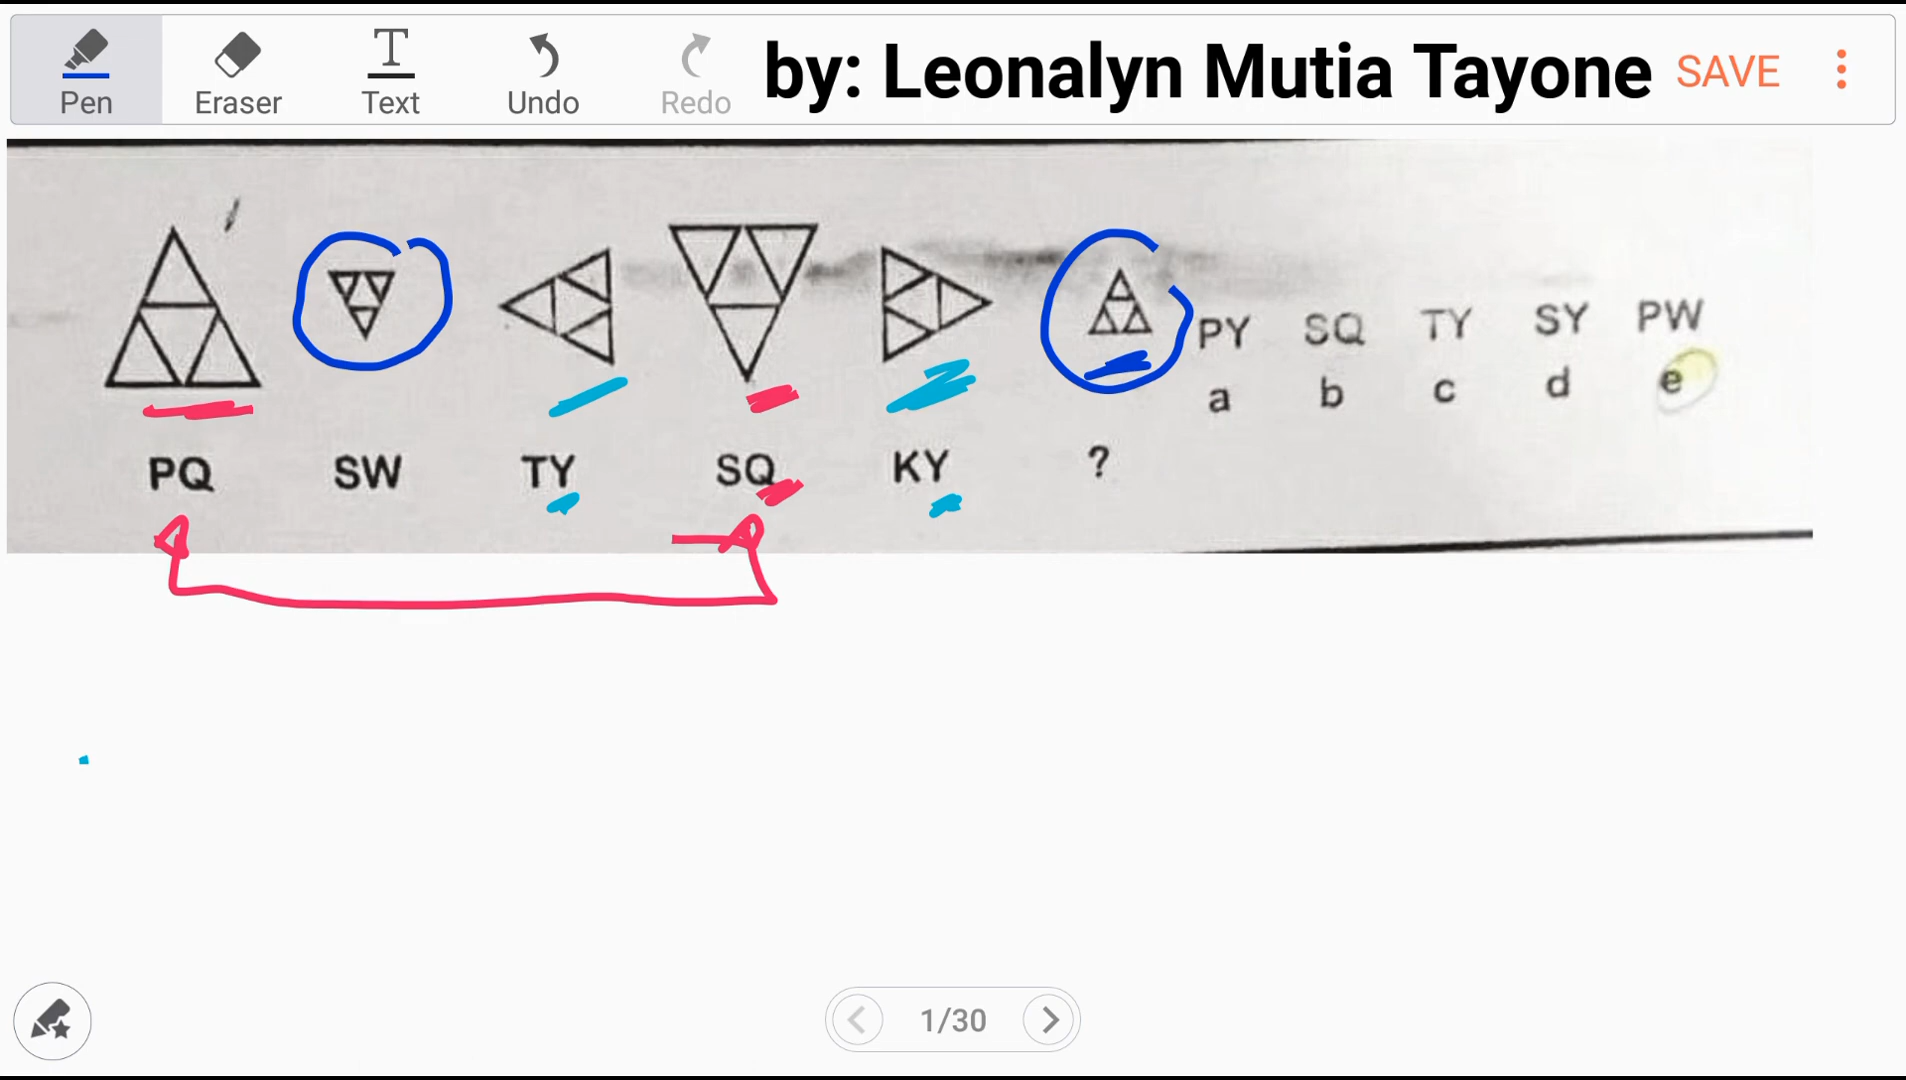 Pen Eraser Text Undo Redo by: Leonalyn Mutia Tayone SAVE
PY SQ TY SY PW
a b c d e
PQ SW TY SQ KY ?
1/30